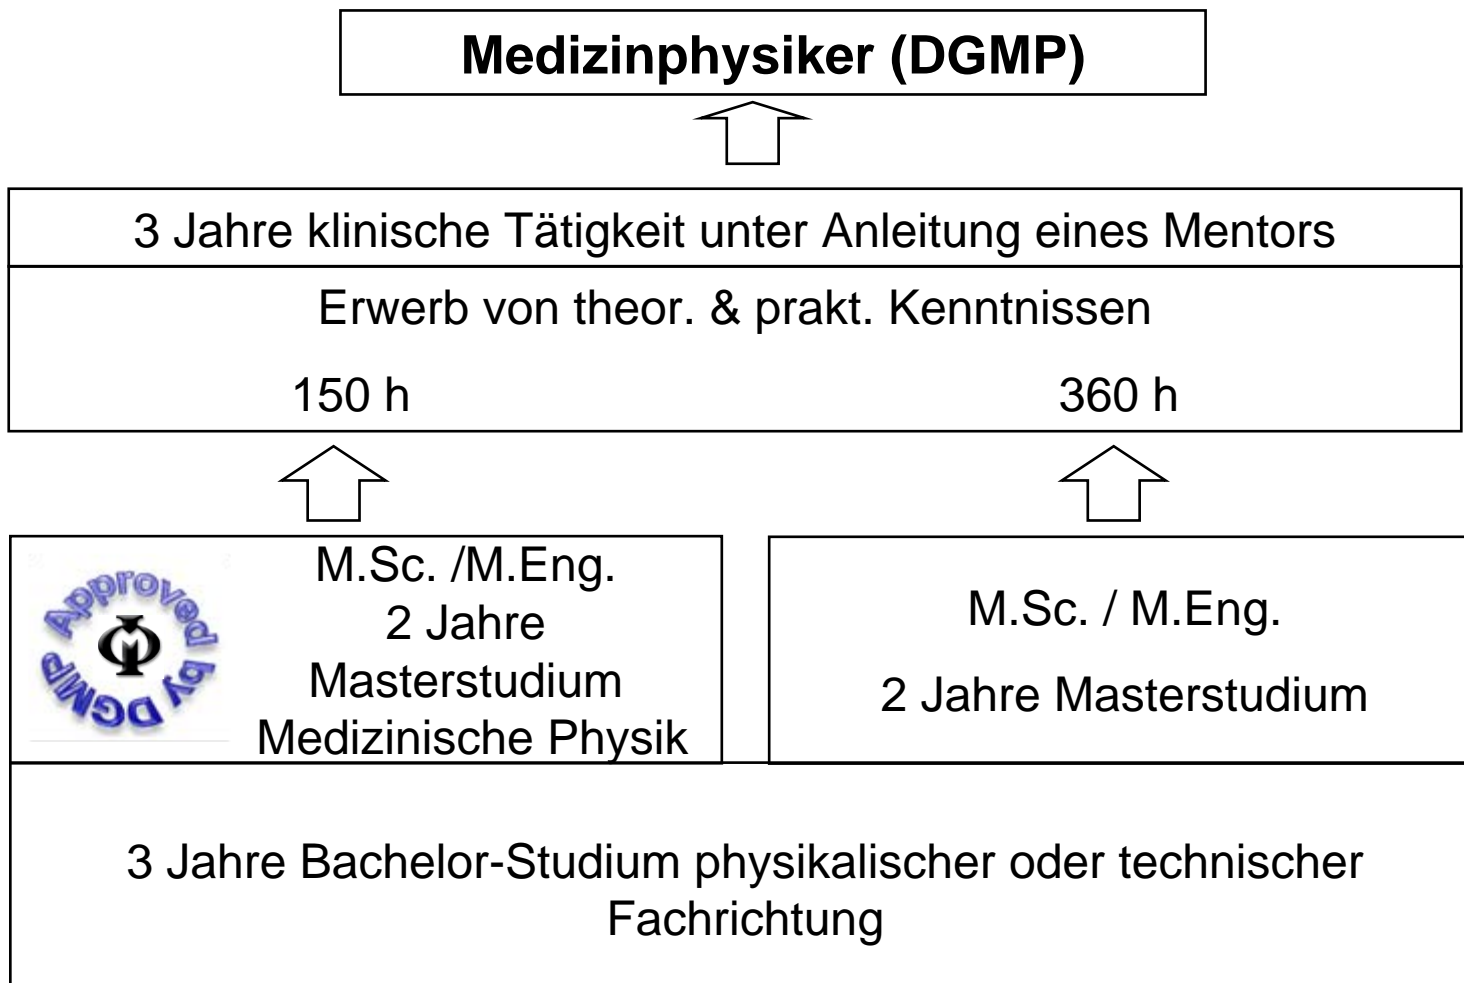 Medizinphysiker (DGMP)
3 Jahre klinische Tätigkeit unter Anleitung eines Mentors
Erwerb von theor. & prakt. Kenntnissen
150 h
360 h
Approved by DGMP
M.Sc. /M.Eng.
2 Jahre
Masterstudium
Medizinische Physik
M.Sc. / M.Eng.
2 Jahre Masterstudium
3 Jahre Bachelor-Studium physikalischer oder technischer
Fachrichtung